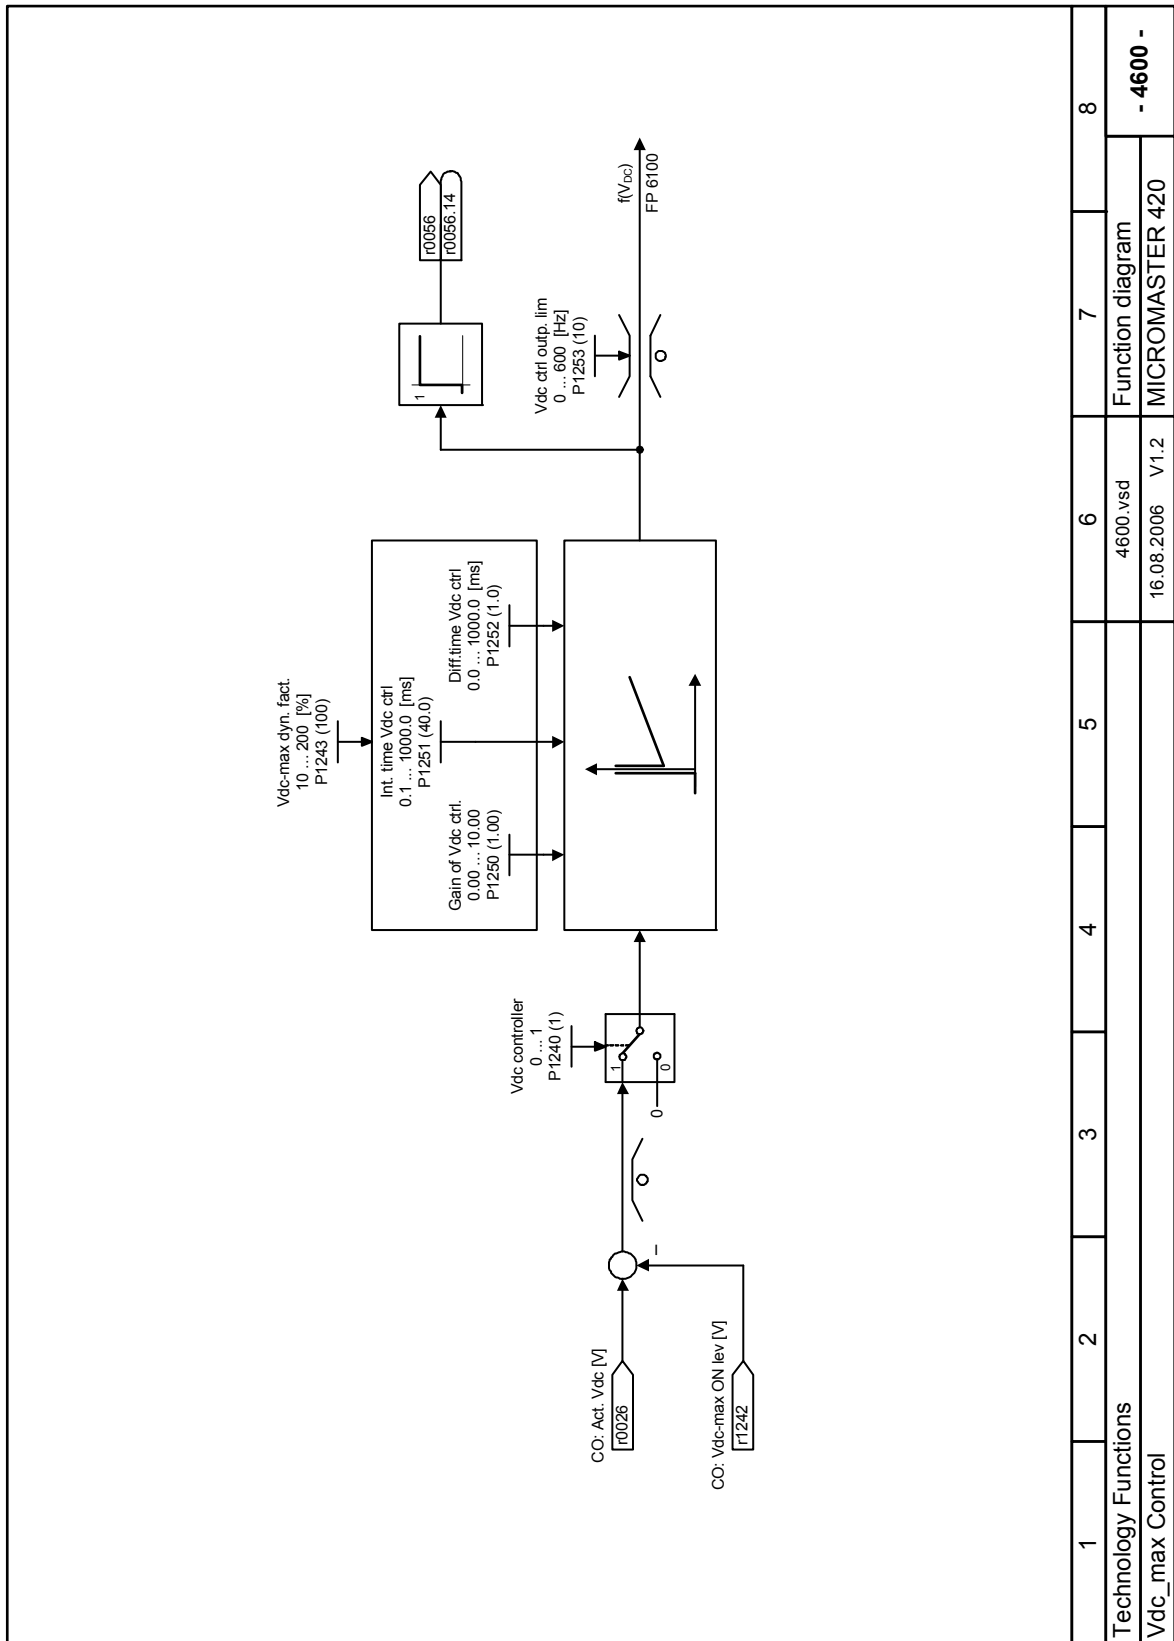 Vdc-max dyn. fact.
10 ... 200 [%]
P1243 (100)
Int. time Vdc ctrl
0.1 ... 1000.0 [ms]
P1251 (40.0)
Gain of Vdc ctrl.
0.00 ... 10.00
P1250 (1.00)
Diff.time Vdc ctrl
0.0 ... 1000.0 [ms]
P1252 (1.0)
1
r0056
r0056.14
Vdc controller
0 ... 1
P1240 (1)
Vdc ctrl outp. lim
0 ... 600 [Hz]
P1253 (10)
CO: Act. Vdc [V]
r0026
–
1
0
0
f(VDC)
FP 6100
CO: Vdc-max ON lev [V]
r1242
1 2 3 4 5 6 7 8
Technology Functions
4600.vsd
Function diagram
- 4600 -
Vdc_max Control
16.08.2006 V1.2
MICROMASTER 420